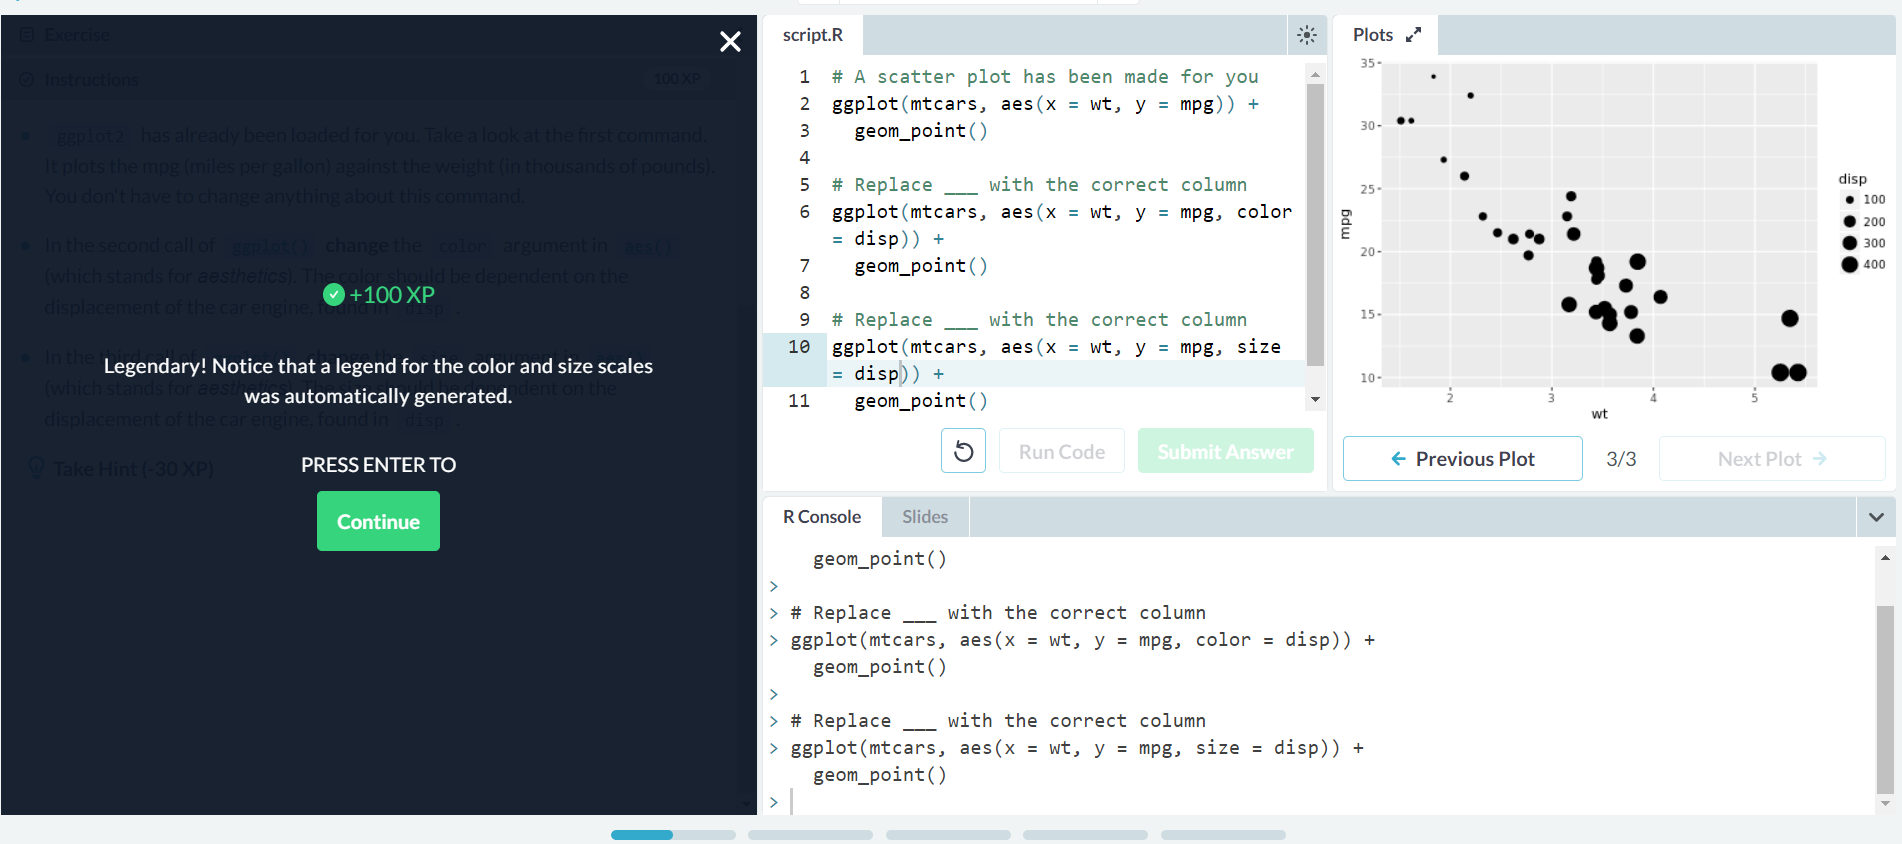 Exercise
Instructions
100 XP
ggplot2 has already been loaded for you. Take a look at the first command.
It plots the mpg (miles per gallon) against the weight (in thousands of pounds).
You don't have to change anything about this command.
In the second call of ggplot() change the color argument in aes()
(which stands for aesthetics). The color should be dependent on the
displacement of the car engine, found in disp .
In the third call of change the argument in
(which stands for aesthetics). The size should be dependent on the
displacement of the car engine, found in disp .
Take Hint (-30 XP)
+100 XP
Legendary! Notice that a legend for the color and size scales
was automatically generated.
PRESS ENTER TO
Continue
script.R
1 # A scatter plot has been made for you
2 ggplot(mtcars, aes(x = wt, y = mpg)) +
3 geom_point()
4
5 # Replace ___ with the correct column
6 ggplot(mtcars, aes(x = wt, y = mpg, color
= disp)) +
7 geom_point()
8
9 # Replace ___ with the correct column
10 ggplot(mtcars, aes(x = wt, y = mpg, size
= disp)) +
11 geom_point()
Run Code
Submit Answer
Plots
35
30
25
20
15
10
mpg
2 3 4 5
wt
disp
100
200
300
400
Previous Plot
3/3
Next Plot
R Console
Slides
geom_point()
>
> # Replace ___ with the correct column
> ggplot(mtcars, aes(x = wt, y = mpg, color = disp)) +
geom_point()
>
> # Replace ___ with the correct column
> ggplot(mtcars, aes(x = wt, y = mpg, size = disp)) +
geom_point()
>